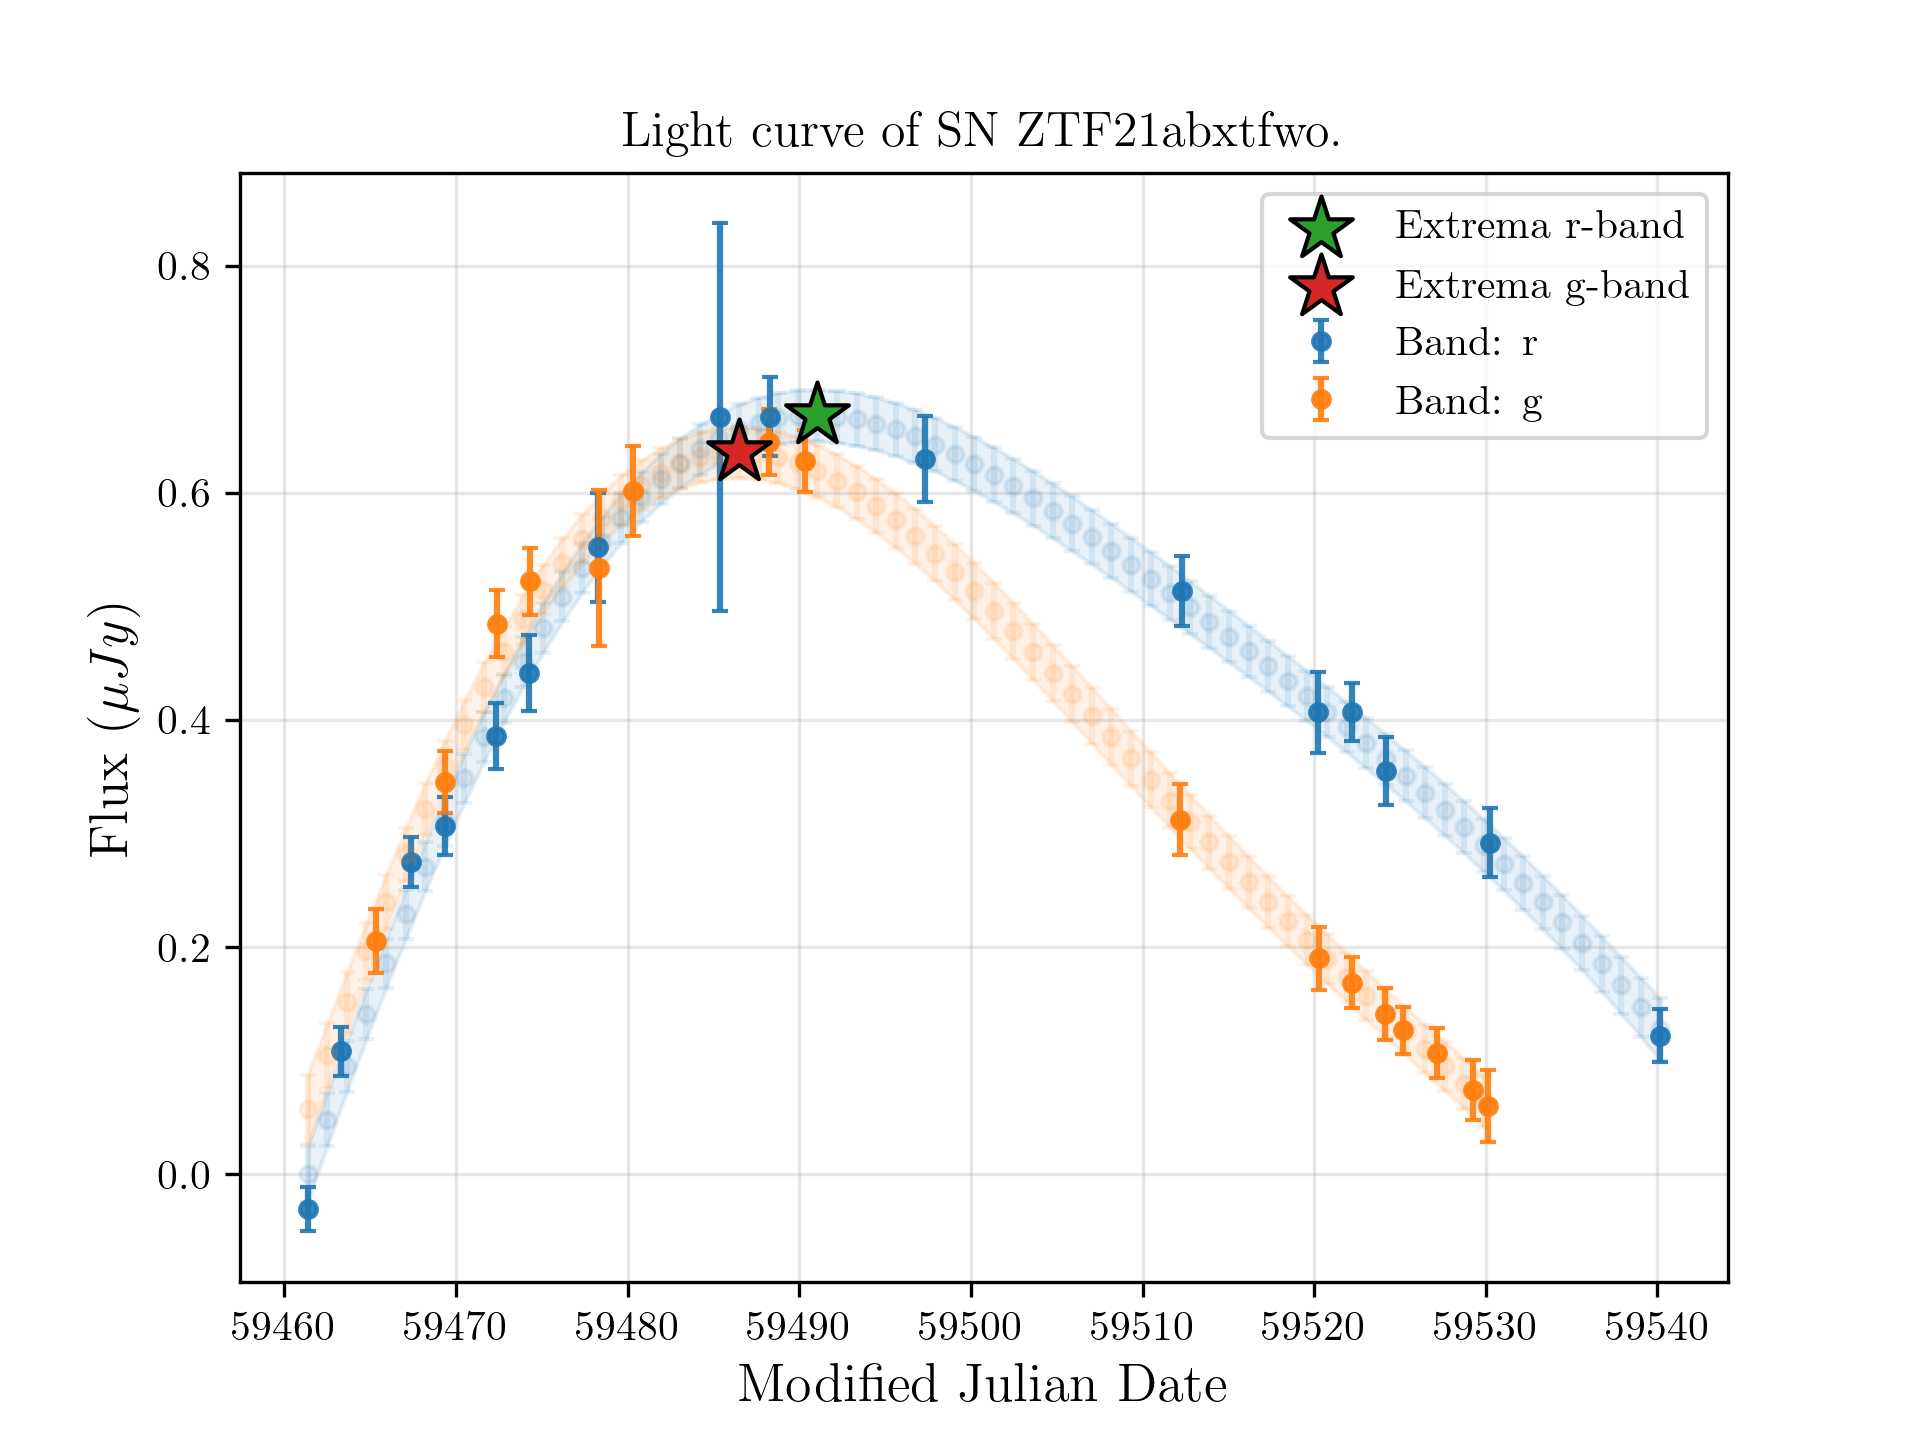 Light curve of SN ZTF21abxtfwo.
Extrema r-band
Extrema g-band
Band: r
Band: g
Flux (μJy)
0.8
0.6
0.4
0.2
0.0
59460 59470 59480 59490 59500 59510 59520 59530 59540
Modified Julian Date